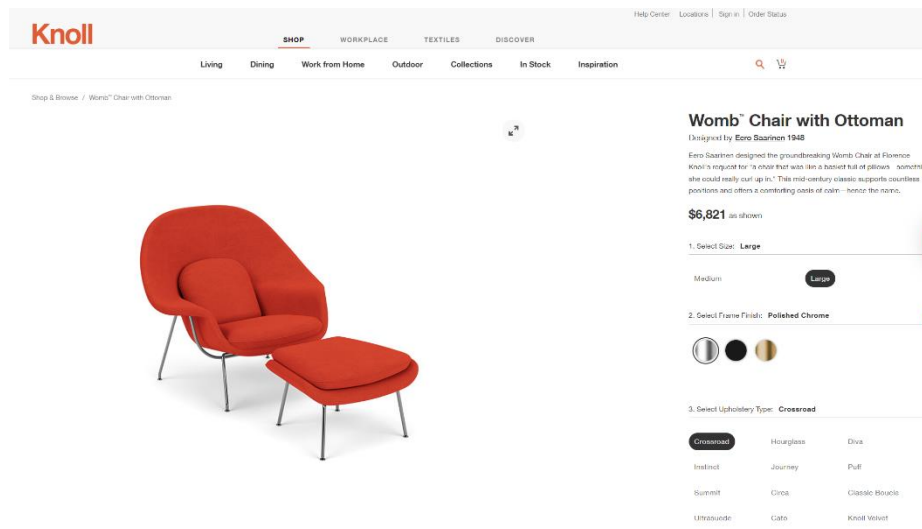 Help Center Locations Sign in Order Status
Knoll
SHOP WORKPLACE TEXTILES DISCOVER
Living Dining Work from Home Outdoor Collections In Stock Inspiration
0
Shop & Browse / Womb™ Chair with Ottoman
Womb™ Chair with Ottoman
Designed by Eero Saarinen 1948
Eero Saarinen designed the groundbreaking Womb Chair at Florence
Knoll's request for "a chair that was like a basket full of pillows - somethi
she could really curl up in." This mid-century classic supports countless
positions and offers a comforting oasis of calm—hence the name.
$6,821 as shown
1. Select Size: Large
Medium Large
2. Select Frame Finish: Polished Chrome
3. Select Upholstery Type: Crossroad
Crossroad Hourglass Diva
Instinct Journey Puff
Summit Circa Classic Boucle
Ultrasuede Cato Knoll Velvet